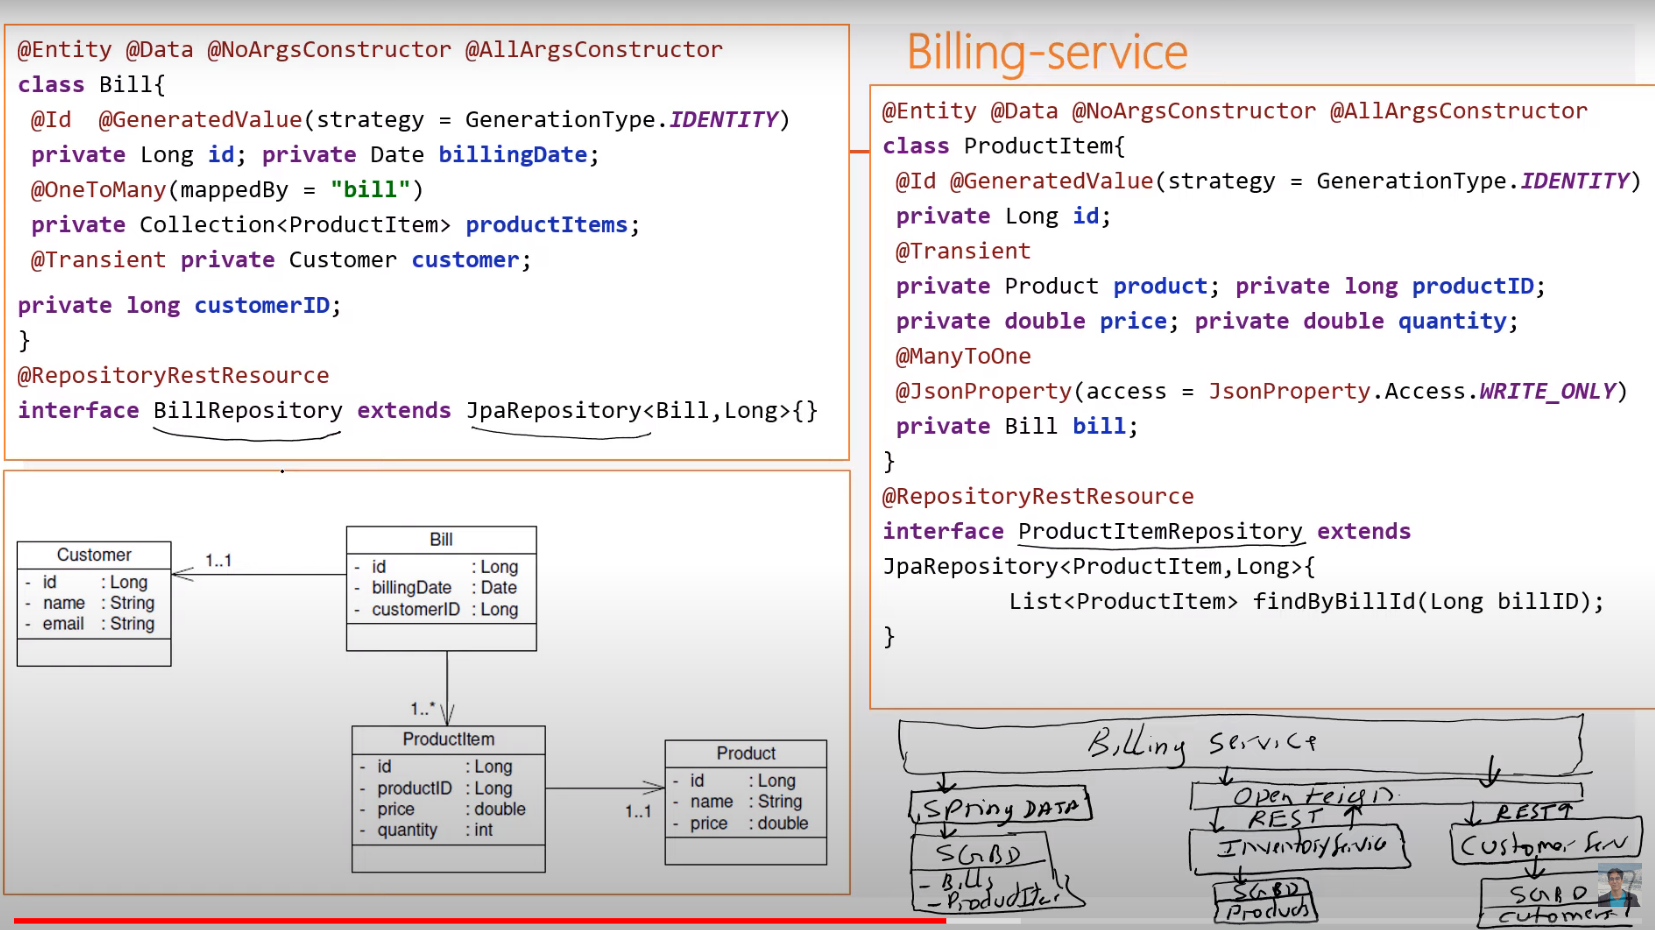 Billing-service
@Entity @Data @NoArgsConstructor @AllArgsConstructor
class Bill{
@Id @GeneratedValue(strategy = GenerationType.IDENTITY)
private Long id; private Date billingDate;
@OneToMany(mappedBy = "bill")
private Collection<ProductItem> productItems;
@Transient private Customer customer;
private long customerID;
}
@RepositoryRestResource
interface BillRepository extends JpaRepository<Bill,Long>{}
@Entity @Data @NoArgsConstructor @AllArgsConstructor
class ProductItem{
@Id @GeneratedValue(strategy = GenerationType.IDENTITY)
private Long id;
@Transient
private Product product; private long productID;
private double price; private double quantity;
@ManyToOne
@JsonProperty(access = JsonProperty.Access.WRITE_ONLY)
private Bill bill;
}
@RepositoryRestResource
interface ProductItemRepository extends
JpaRepository<ProductItem,Long>{
List<ProductItem> findByBillId(Long billID);
}
Customer
- id : Long
- name : String
- email : String
1..1
Bill
- id : Long
- billingDate : Date
- customerID : Long
1..*
ProductItem
- id : Long
- productID : Long
- price : double
- quantity : int
1..1
Product
- id : Long
- name : String
- price : double
Billing service
Spring DATA
SGBD
- Bills
- ProductItem
Open feign
REST
REST
InventoryService
SGBD
Products
Customer Serv
SGBD
customers